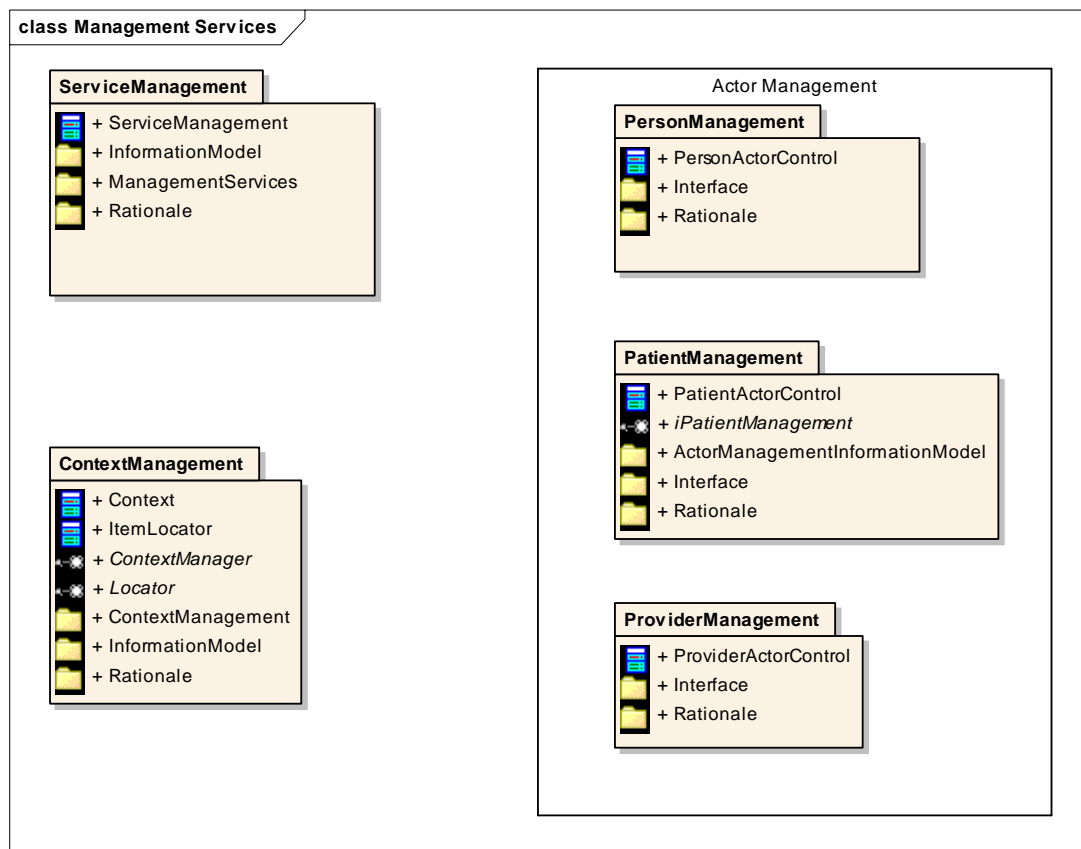 class Management Services
ServiceManagement
+ ServiceManagement
+ InformationModel
+ ManagementServices
+ Rationale
ContextManagement
+ Context
+ ItemLocator
+ ContextManager
+ Locator
+ ContextManagement
+ InformationModel
+ Rationale
Actor Management
PersonManagement
+ PersonActorControl
+ Interface
+ Rationale
PatientManagement
+ PatientActorControl
+ iPatientManagement
+ ActorManagementInformationModel
+ Interface
+ Rationale
ProviderManagement
+ ProviderActorControl
+ Interface
+ Rationale